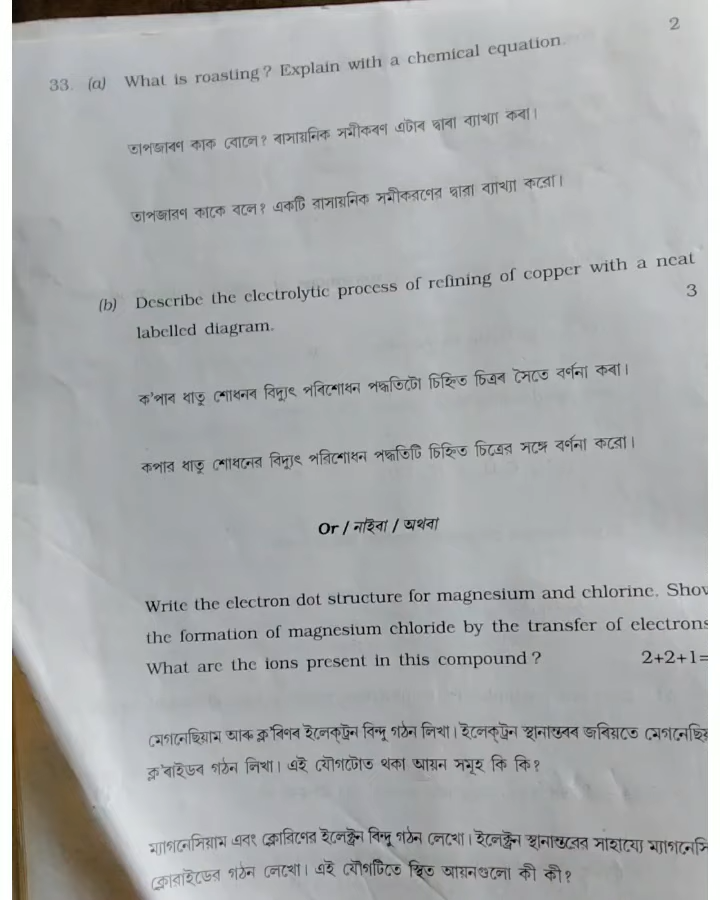 2
33. (a) What is roasting? Explain with a chemical equation.
তাপজাৰণ কাক বোলে? ৰাসায়নিক সমীকৰণ এটাৰ দ্বাৰা ব্যাখ্যা কৰা।
তাপজারণ কাকে বলে? একটি রাসায়নিক সমীকরণের দ্বারা ব্যাখ্যা করো।
(b) Describe the electrolytic process of refining of copper with a neat
3
labelled diagram.
ক'পাৰ ধাতু শোধনৰ বিদ্যুৎ পৰিশোধন পদ্ধতিটো চিহ্নিত চিত্ৰৰ সৈতে বৰ্ণনা কৰা।
কপার ধাতু শোধনের বিদ্যুৎ পরিশোধন পদ্ধতিটি চিহ্নিত চিত্রের সঙ্গে বর্ণনা করো।
Or / নাইবা / অথবা
Write the electron dot structure for magnesium and chlorine. Show
the formation of magnesium chloride by the transfer of electrons
What are the ions present in this compound? 2+2+1=
মেগনেছিয়াম আৰু ক্ল'ৰিণৰ ইলেক্ট্ৰন বিন্দু গঠন লিখা। ইলেক্ট্ৰন স্থানান্তৰৰ জৰিয়তে মেগনেছি
ক্ল'ৰাইডৰ গঠন লিখা। এই যৌগটোত থকা আয়ন সমূহ কি কি?
ম্যাগনেসিয়াম এবং ক্লোরিণের ইলেক্ট্রন বিন্দু গঠন লেখো। ইলেক্ট্রন স্থানান্তরের সাহায্যে ম্যাগনেসি
ক্লোরাইডের গঠন লেখো। এই যৌগটিতে স্থিত আয়নগুলো কী কী?